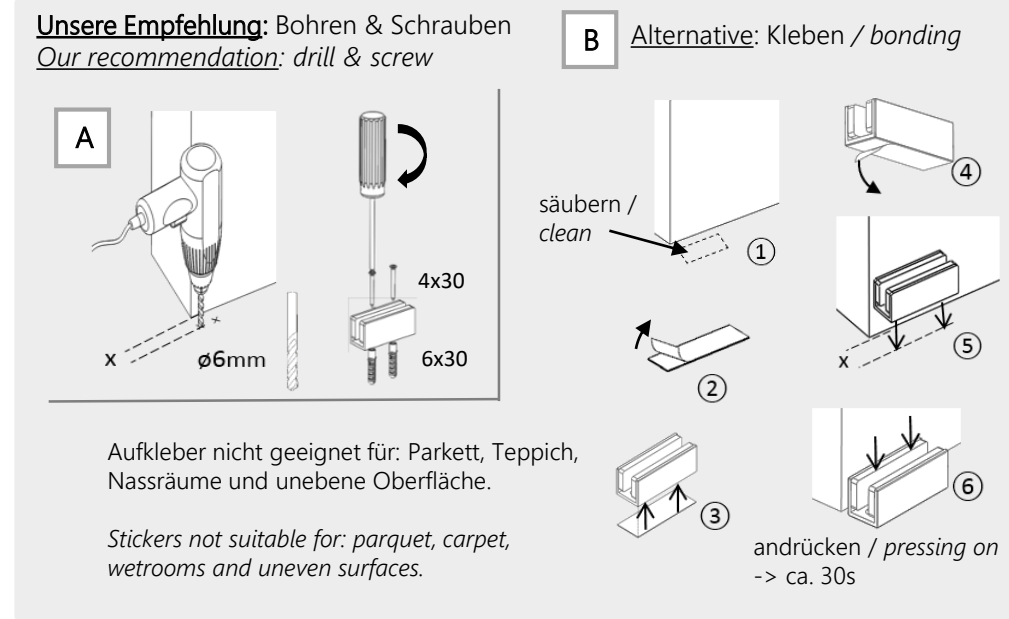 Unsere Empfehlung: Bohren & Schrauben
Our recommendation: drill & screw
A
4x30
6x30
x
x
ø6mm
B
Alternative: Kleben / bonding
säubern /
clean
①
②
③
④
x
⑤
⑥
andrücken / pressing on
-> ca. 30s
Aufkleber nicht geeignet für: Parkett, Teppich,
Nassräume und unebene Oberfläche.
Stickers not suitable for: parquet, carpet,
wetrooms and uneven surfaces.